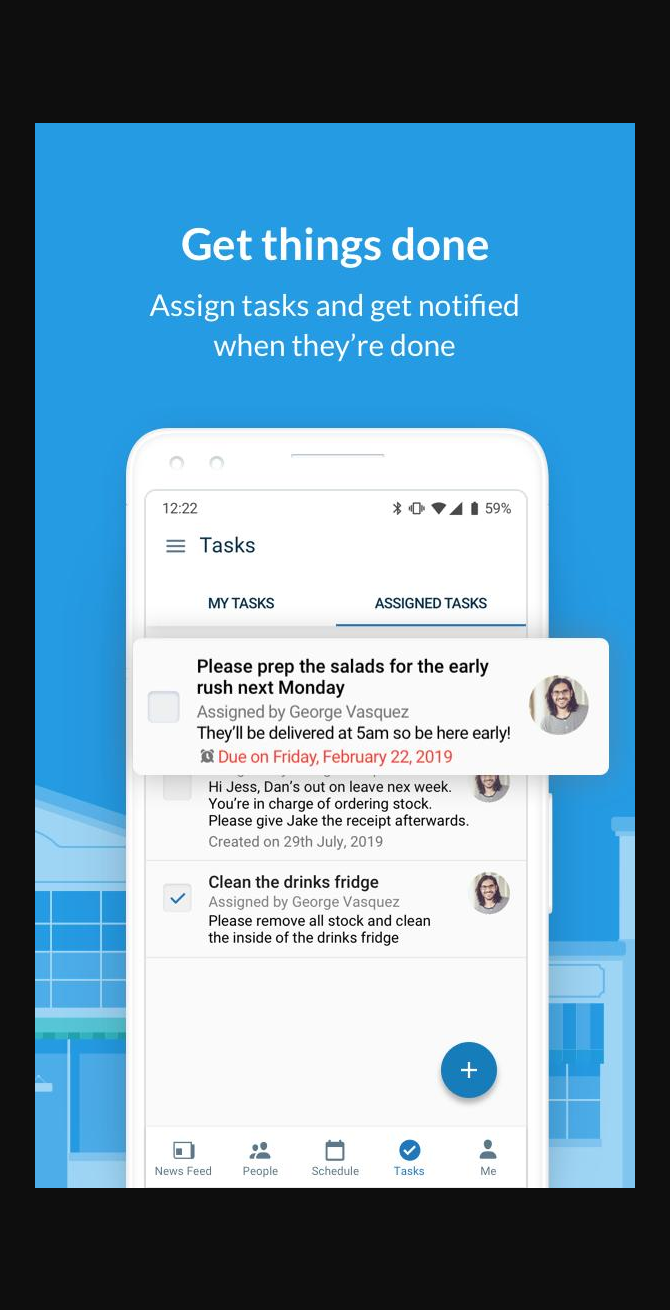 Get things done
Assign tasks and get notified
when they're done
12:22
59%
Tasks
MY TASKS
ASSIGNED TASKS
Please prep the salads for the early
rush next Monday
Assigned by George Vasquez
They'll be delivered at 5am so be here early!
Due on Friday, February 22, 2019
Hi Jess, Dan's out on leave nex week.
You're in charge of ordering stock.
Please give Jake the receipt afterwards.
Created on 29th July, 2019
Clean the drinks fridge
Assigned by George Vasquez
Please remove all stock and clean
the inside of the drinks fridge
News Feed
People
Schedule
Tasks
Me